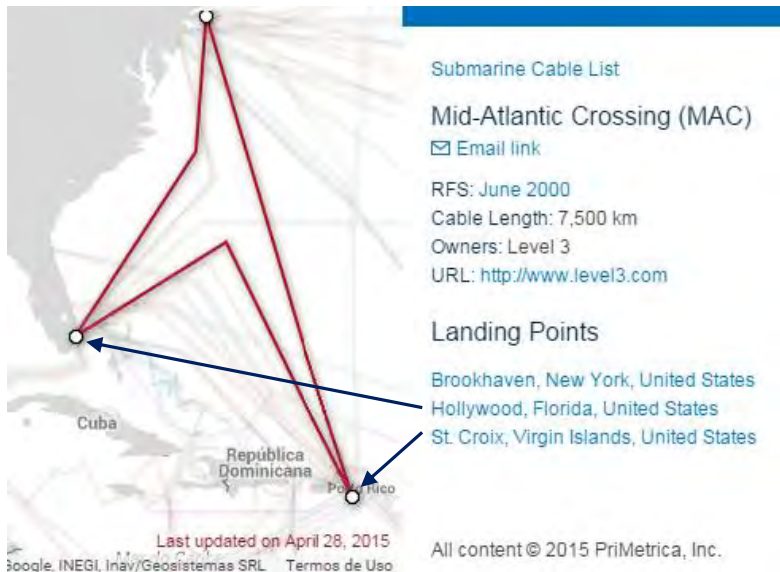 Submarine Cable List
Mid-Atlantic Crossing (MAC)
Email link
RFS: June 2000
Cable Length: 7,500 km
Owners: Level 3
URL: http://www.level3.com
Landing Points
Brookhaven, New York, United States
Hollywood, Florida, United States
St. Croix, Virgin Islands, United States
All content © 2015 PriMetrica, Inc.
Cuba
República
Dominicana
Porto Rico
Last updated on April 28, 2015
Google, INEGI, Inav/Geosistemas SRL Termos de Uso